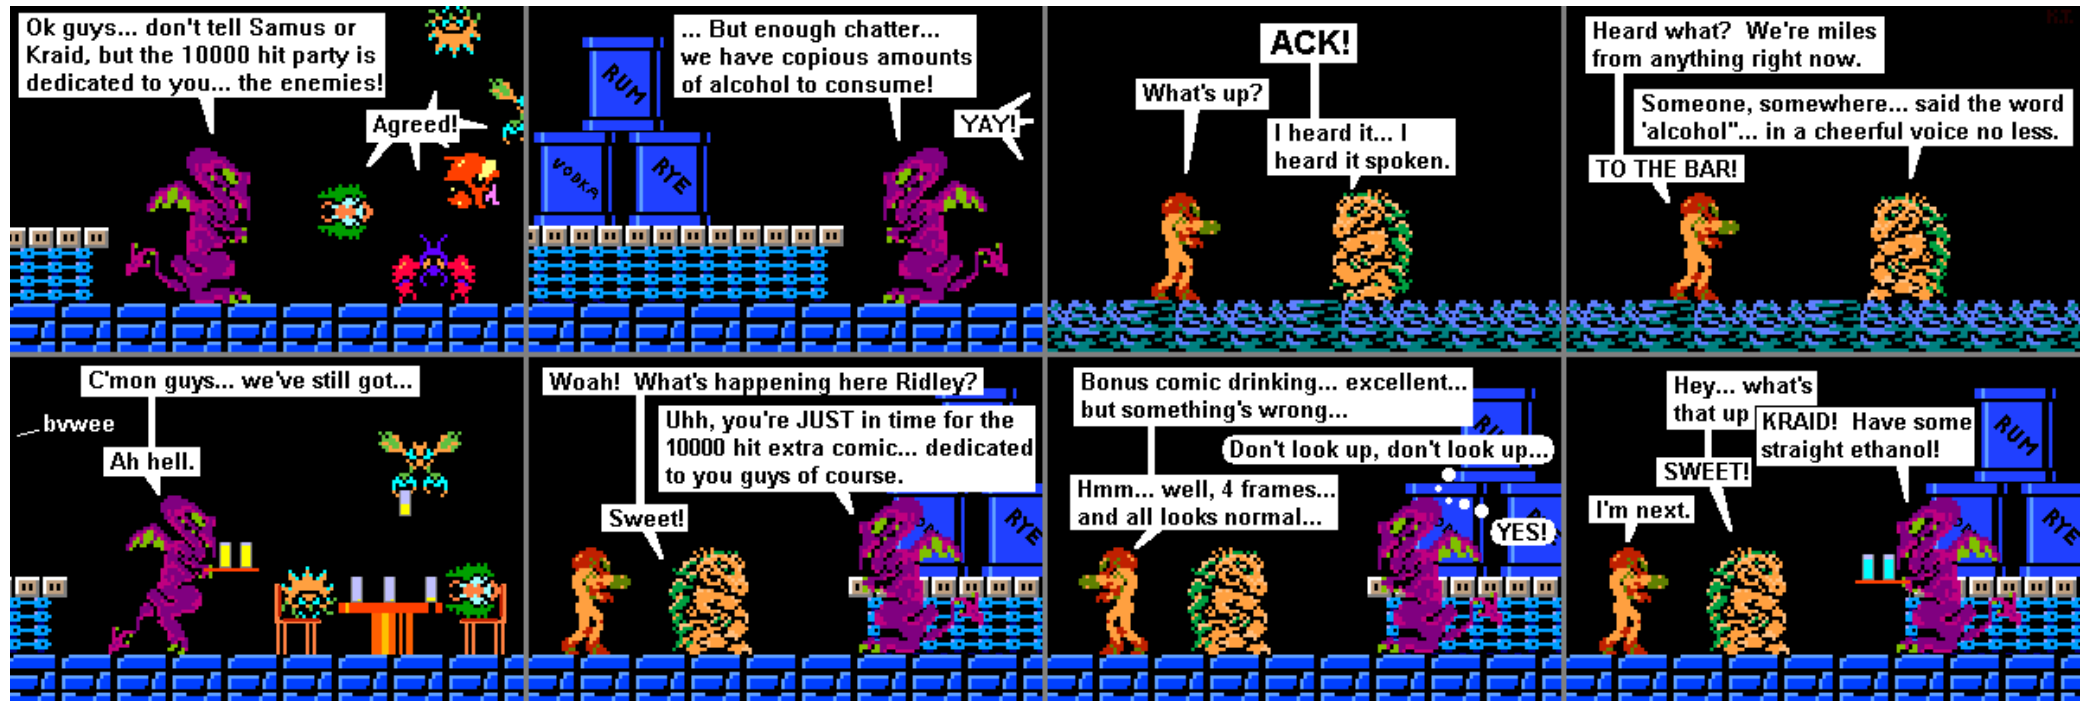 Ok guys... don't tell Samus or
Kraid, but the 10000 hit party is
dedicated to you... the enemies!
Agreed!
... But enough chatter...
we have copious amounts
of alcohol to consume!
YAY!
RUM
VODKA
RYE
ACK!
What's up?
I heard it... I
heard it spoken.
Heard what? We're miles
from anything right now.
Someone, somewhere... said the word
'alcohol"... in a cheerful voice no less.
TO THE BAR!
C'mon guys... we've still got...
bvwee
Ah hell.
Woah! What's happening here Ridley?
Uhh, you're JUST in time for the
10000 hit extra comic... dedicated
to you guys of course.
Sweet!
RYE
Bonus comic drinking... excellent...
but something's wrong...
Don't look up, don't look up...
Hmm... well, 4 frames...
and all looks normal...
YES!
Hey... what's
that up
KRAID! Have some
straight ethanol!
SWEET!
I'm next.
RUM
RYE